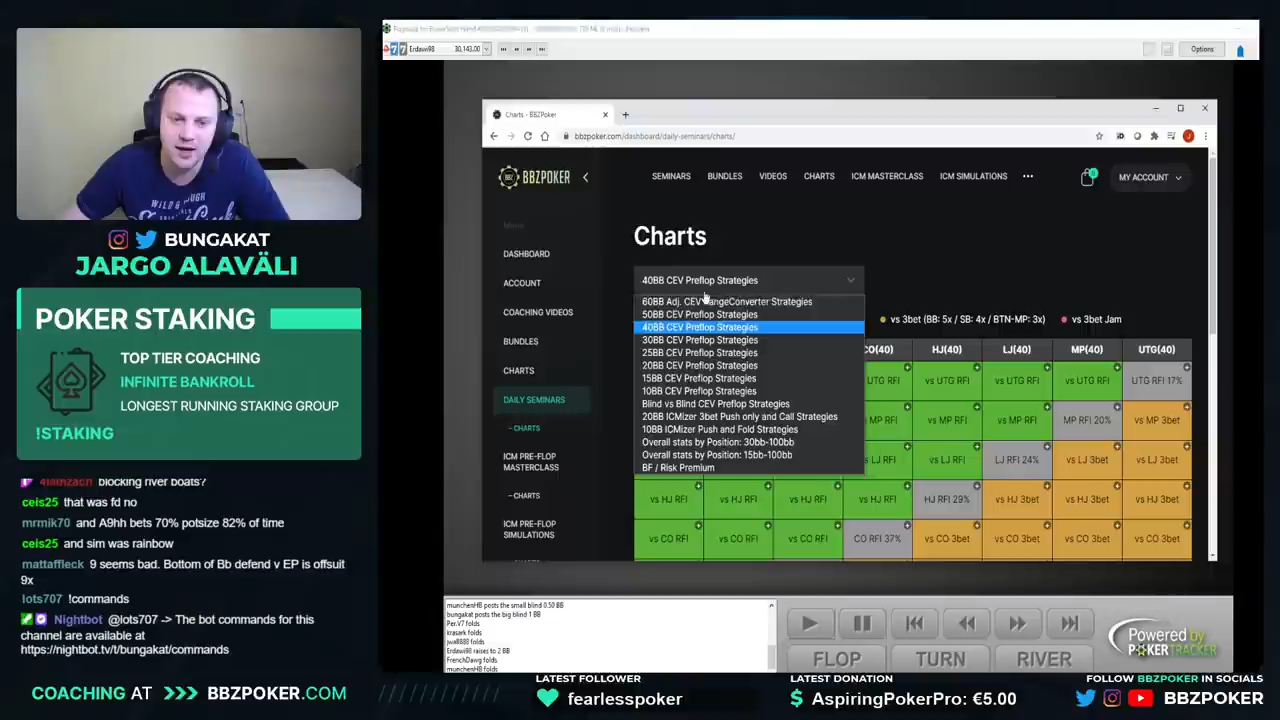 BUNGAKAT
JARGO ALAVÄLI
POKER STAKING
TOP TIER COACHING
INFINITE BANKROLL
LONGEST RUNNING STAKING GROUP
!STAKING
blocking river boats?
ceis25 that was fd no
mrmik70 and A9hh bets 70% potsize 82% of time
ceis25 and sim was rainbow
mattaffleck 9 seems bad. Bottom of Bb defend v EP is offsuit
9x
lots707 !commands
Nightbot @lots707 -> The bot commands for this
channel are available at
https://nightbot.tv/t/bungakat/commands
COACHING AT >>> BBZPOKER.COM
Erdawi98 30,143.00
Options
Charts - BBZPoker
bbzpoker.com/dashboard/daily-seminars/charts/
BBZ BBZPOKER
SEMINARS BUNDLES VIDEOS CHARTS ICM MASTERCLASS ICM SIMULATIONS ••• MY ACCOUNT
DASHBOARD
ACCOUNT
COACHING VIDEOS
BUNDLES
CHARTS
DAILY SEMINARS
– CHARTS
ICM PRE-FLOP
MASTERCLASS
– CHARTS
ICM PRE-FLOP
SIMULATIONS
Charts
40BB CEV Preflop Strategies
60BB Adj. CEV RangeConverter Strategies
50BB CEV Preflop Strategies
40BB CEV Preflop Strategies
30BB CEV Preflop Strategies
25BB CEV Preflop Strategies
20BB CEV Preflop Strategies
15BB CEV Preflop Strategies
10BB CEV Preflop Strategies
Blind vs Blind CEV Preflop Strategies
20BB ICMizer 3bet Push only and Call Strategies
10BB ICMizer Push and Fold Strategies
Overall stats by Position: 30bb-100bb
Overall stats by Position: 15bb-100bb
BF / Risk Premium
vs 3bet (BB: 5x / SB: 4x / BTN-MP: 3x) vs 3bet Jam
CO(40) HJ(40) LJ(40) MP(40) UTG(40)
UTG RFI vs UTG RFI vs UTG RFI vs UTG RFI UTG RFI 17%
vs MP RFI vs MP RFI MP RFI 20% vs MP 3bet
LJ RFI vs LJ RFI LJ RFI 24% vs LJ 3bet vs LJ 3bet
vs HJ RFI vs HJ RFI vs HJ RFI vs HJ RFI HJ RFI 29% vs HJ 3bet vs HJ 3bet vs HJ 3bet
vs CO RFI vs CO RFI vs CO RFI CO RFI 37% vs CO 3bet vs CO 3bet vs CO 3bet vs CO 3bet
munchenHB posts the small blind 0.50 BB
bungakat posts the big blind 1 BB
Per.V7 folds
krasark folds
jwall888 folds
Erdawi98 raises to 2 BB
FrenchDawg folds
munchenHB folds
FLOP TURN RIVER
Powered by
POKERTRACKER
LATEST FOLLOWER
fearlesspoker
LATEST DONATION
$ AspiringPokerPro: €5.00
FOLLOW BBZPOKER IN SOCIALS
BBZPOKER